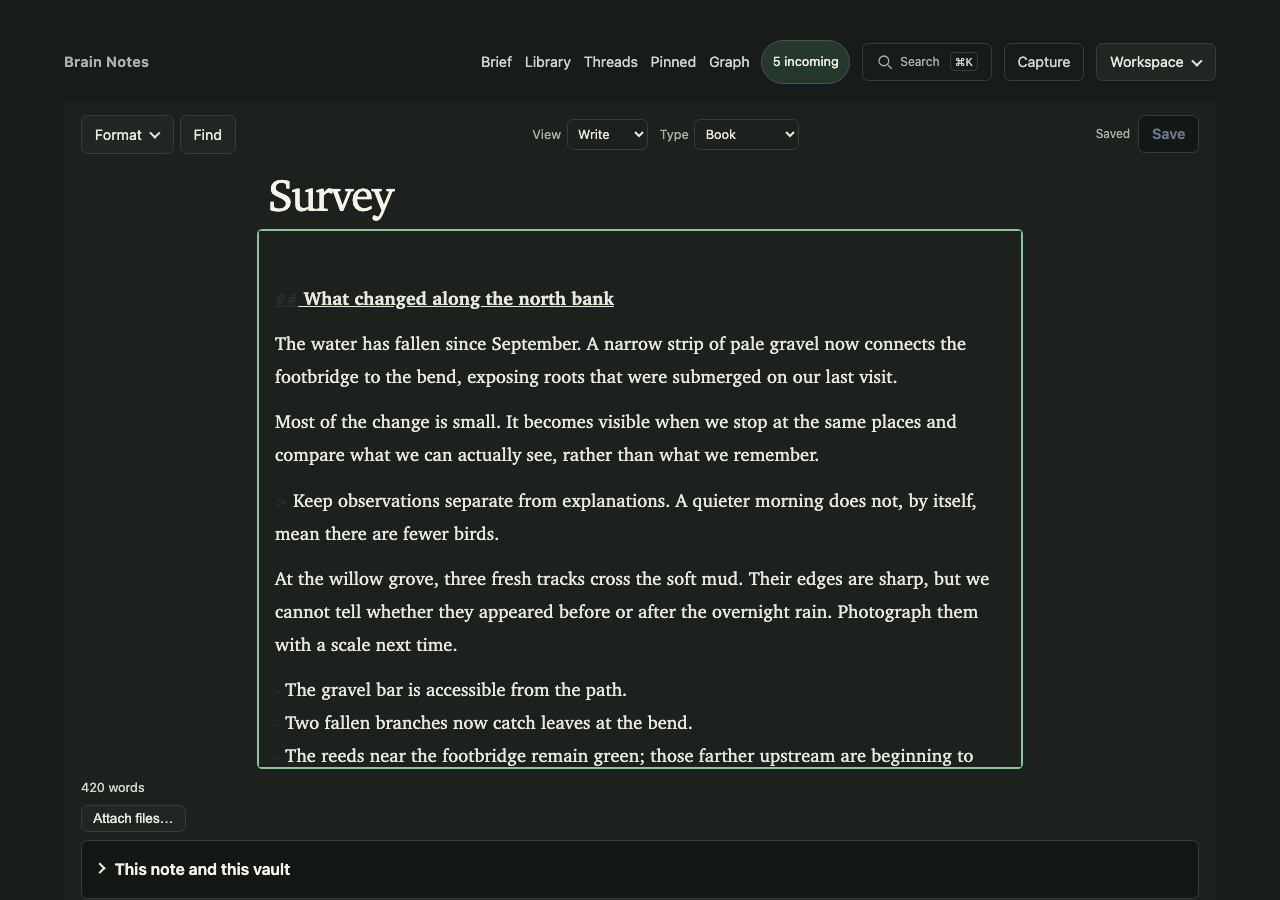 Brain Notes
Brief Library Threads Pinned Graph 5 incoming Search ⌘K Capture Workspace
Format Find View Write Type Book Saved Save
Survey
## What changed along the north bank
The water has fallen since September. A narrow strip of pale gravel now connects the
footbridge to the bend, exposing roots that were submerged on our last visit.
Most of the change is small. It becomes visible when we stop at the same places and
compare what we can actually see, rather than what we remember.
> Keep observations separate from explanations. A quieter morning does not, by itself,
mean there are fewer birds.
At the willow grove, three fresh tracks cross the soft mud. Their edges are sharp, but we
cannot tell whether they appeared before or after the overnight rain. Photograph them
with a scale next time.
- The gravel bar is accessible from the path.
- Two fallen branches now catch leaves at the bend.
- The reeds near the footbridge remain green; those farther upstream are beginning to
420 words
Attach files…
This note and this vault